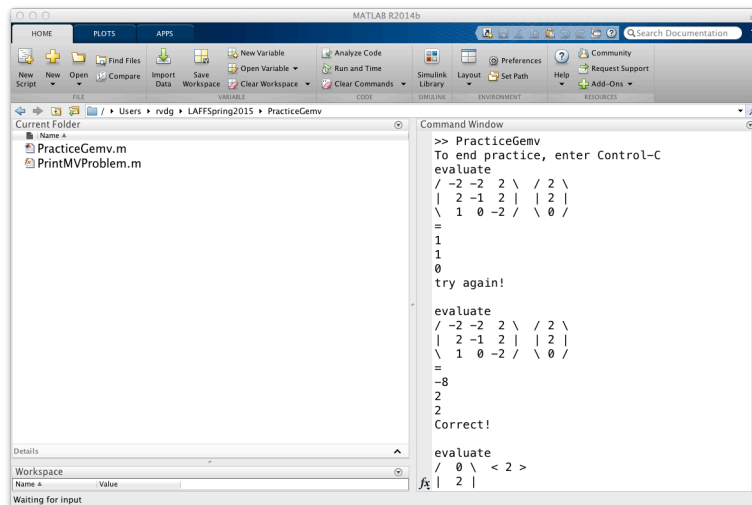 MATLAB R2014b
HOME PLOTS APPS Search Documentation
New Script New Open Find Files Compare Import Data Save Workspace New Variable Open Variable Clear Workspace Analyze Code Run and Time Clear Commands Simulink Library Layout Preferences Set Path Help Community Request Support Add-Ons
FILE VARIABLE CODE SIMULINK ENVIRONMENT RESOURCES
/ Users rvdg LAFFSpring2015 PracticeGemv
Current Folder
Name
PracticeGemv.m
PrintMVProblem.m
Details
Workspace
Name Value
Waiting for input
Command Window
>> PracticeGemv
To end practice, enter Control-C
evaluate
/ -2 -2  2 \  / 2 \
|  2 -1  2 |  | 2 |
\  1  0 -2 /  \ 0 /
=
1
1
0
try again!
evaluate
/ -2 -2  2 \  / 2 \
|  2 -1  2 |  | 2 |
\  1  0 -2 /  \ 0 /
=
-8
2
2
Correct!
evaluate
/  0 \  < 2 >
fx |  2 |